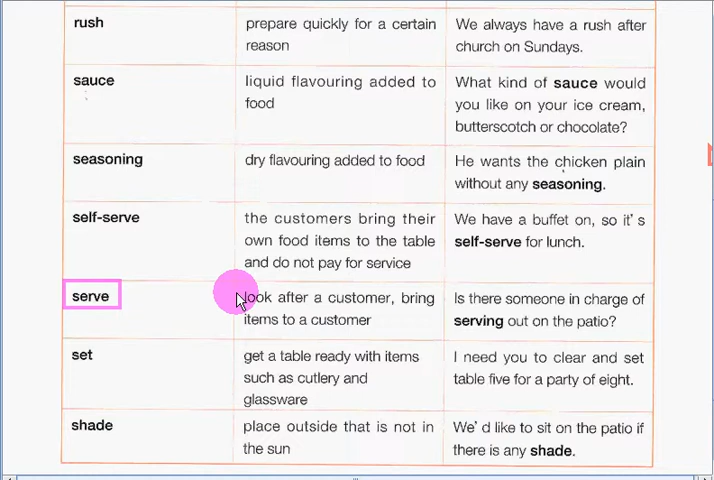 rush
prepare quickly for a certain
reason
We always have a rush after
church on Sundays.
sauce
liquid flavouring added to
food
What kind of sauce would
you like on your ice cream,
butterscotch or chocolate?
seasoning
dry flavouring added to food
He wants the chicken plain
without any seasoning.
self-serve
the customers bring their
own food items to the table
and do not pay for service
We have a buffet on, so it's
self-serve for lunch.
serve
look after a customer, bring
items to a customer
Is there someone in charge of
serving out on the patio?
set
get a table ready with items
such as cutlery and
glassware
I need you to clear and set
table five for a party of eight.
shade
place outside that is not in
the sun
We'd like to sit on the patio if
there is any shade.